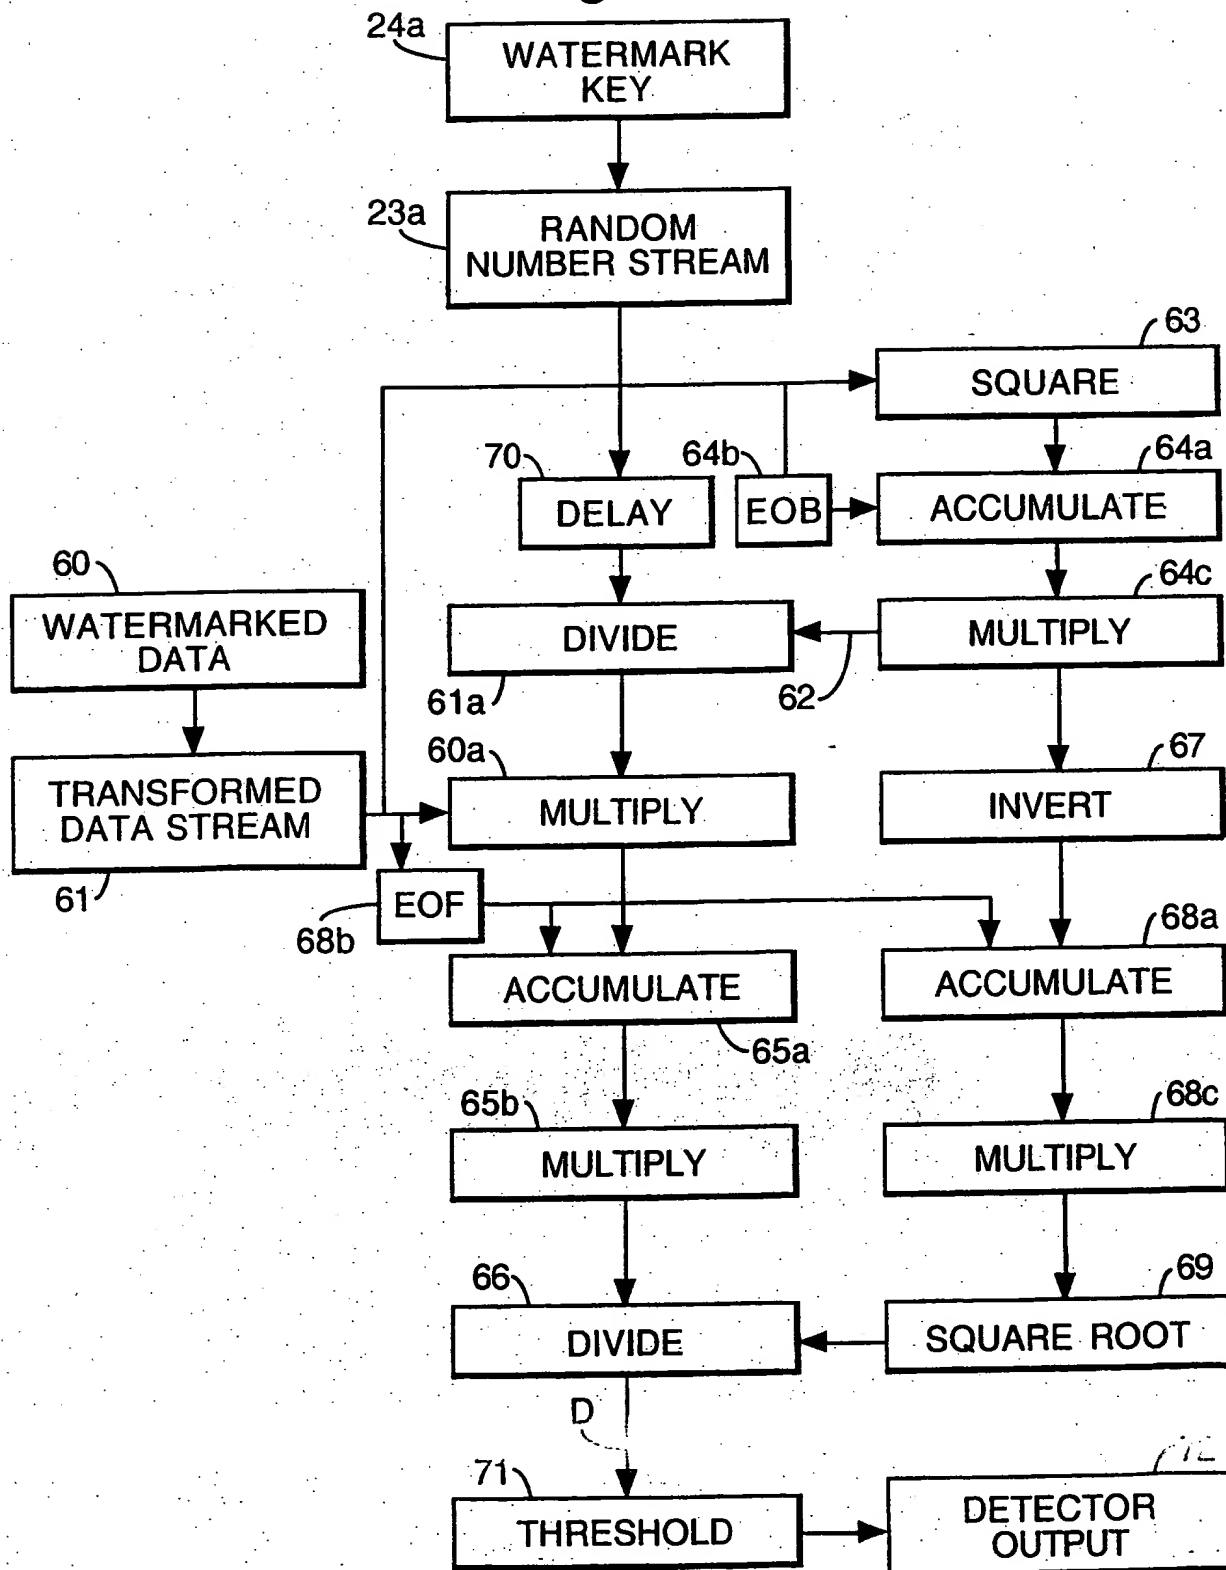 24a
WATERMARK
KEY
23a
RANDOM
NUMBER STREAM
63
SQUARE
70
DELAY
64b
EOB
64a
ACCUMULATE
60
WATERMARKED
DATA
DIVIDE
61a
62
64c
MULTIPLY
TRANSFORMED
DATA STREAM
61
60a
MULTIPLY
67
INVERT
EOF
68b
ACCUMULATE
65a
68a
ACCUMULATE
65b
MULTIPLY
68c
MULTIPLY
66
DIVIDE
69
SQUARE ROOT
D
71
THRESHOLD
DETECTOR
OUTPUT